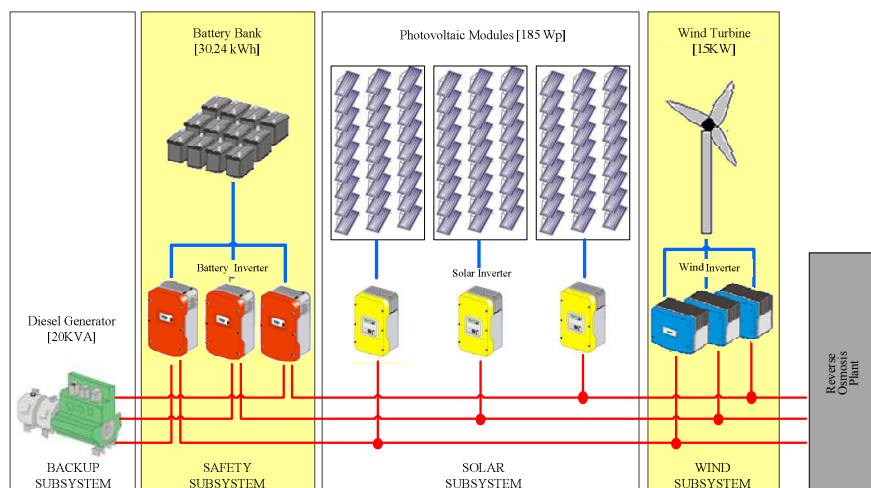 Battery Bank
[30,24 kWh]
Photovoltaic Modules [185 Wp]
Wind Turbine
[15KW]
Battery Inverter
Solar Inverter
Wind Inverter
Diesel Generator
[20KVA]
Reverse
Osmosis
Plant
BACKUP
SUBSYSTEM
SAFETY
SUBSYSTEM
SOLAR
SUBSYSTEM
WIND
SUBSYSTEM